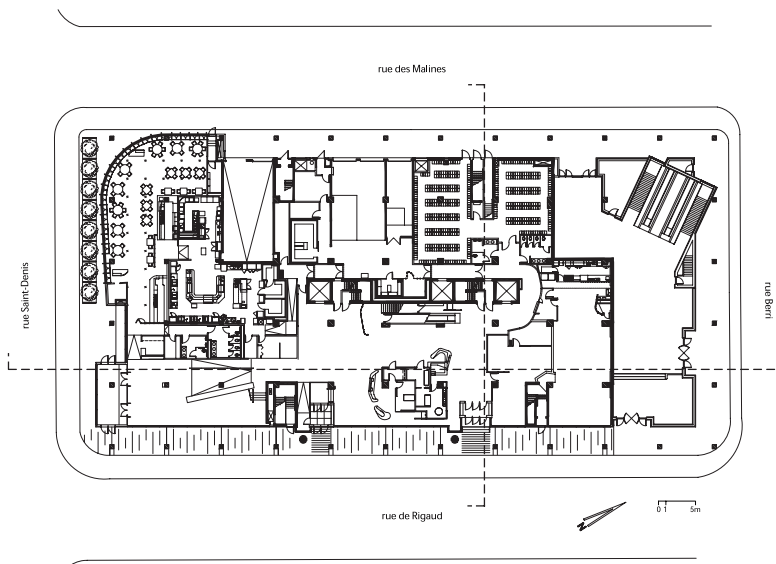 rue des Malines
rue Saint-Denis
rue Berri
rue de Rigaud
N
0 1 5m